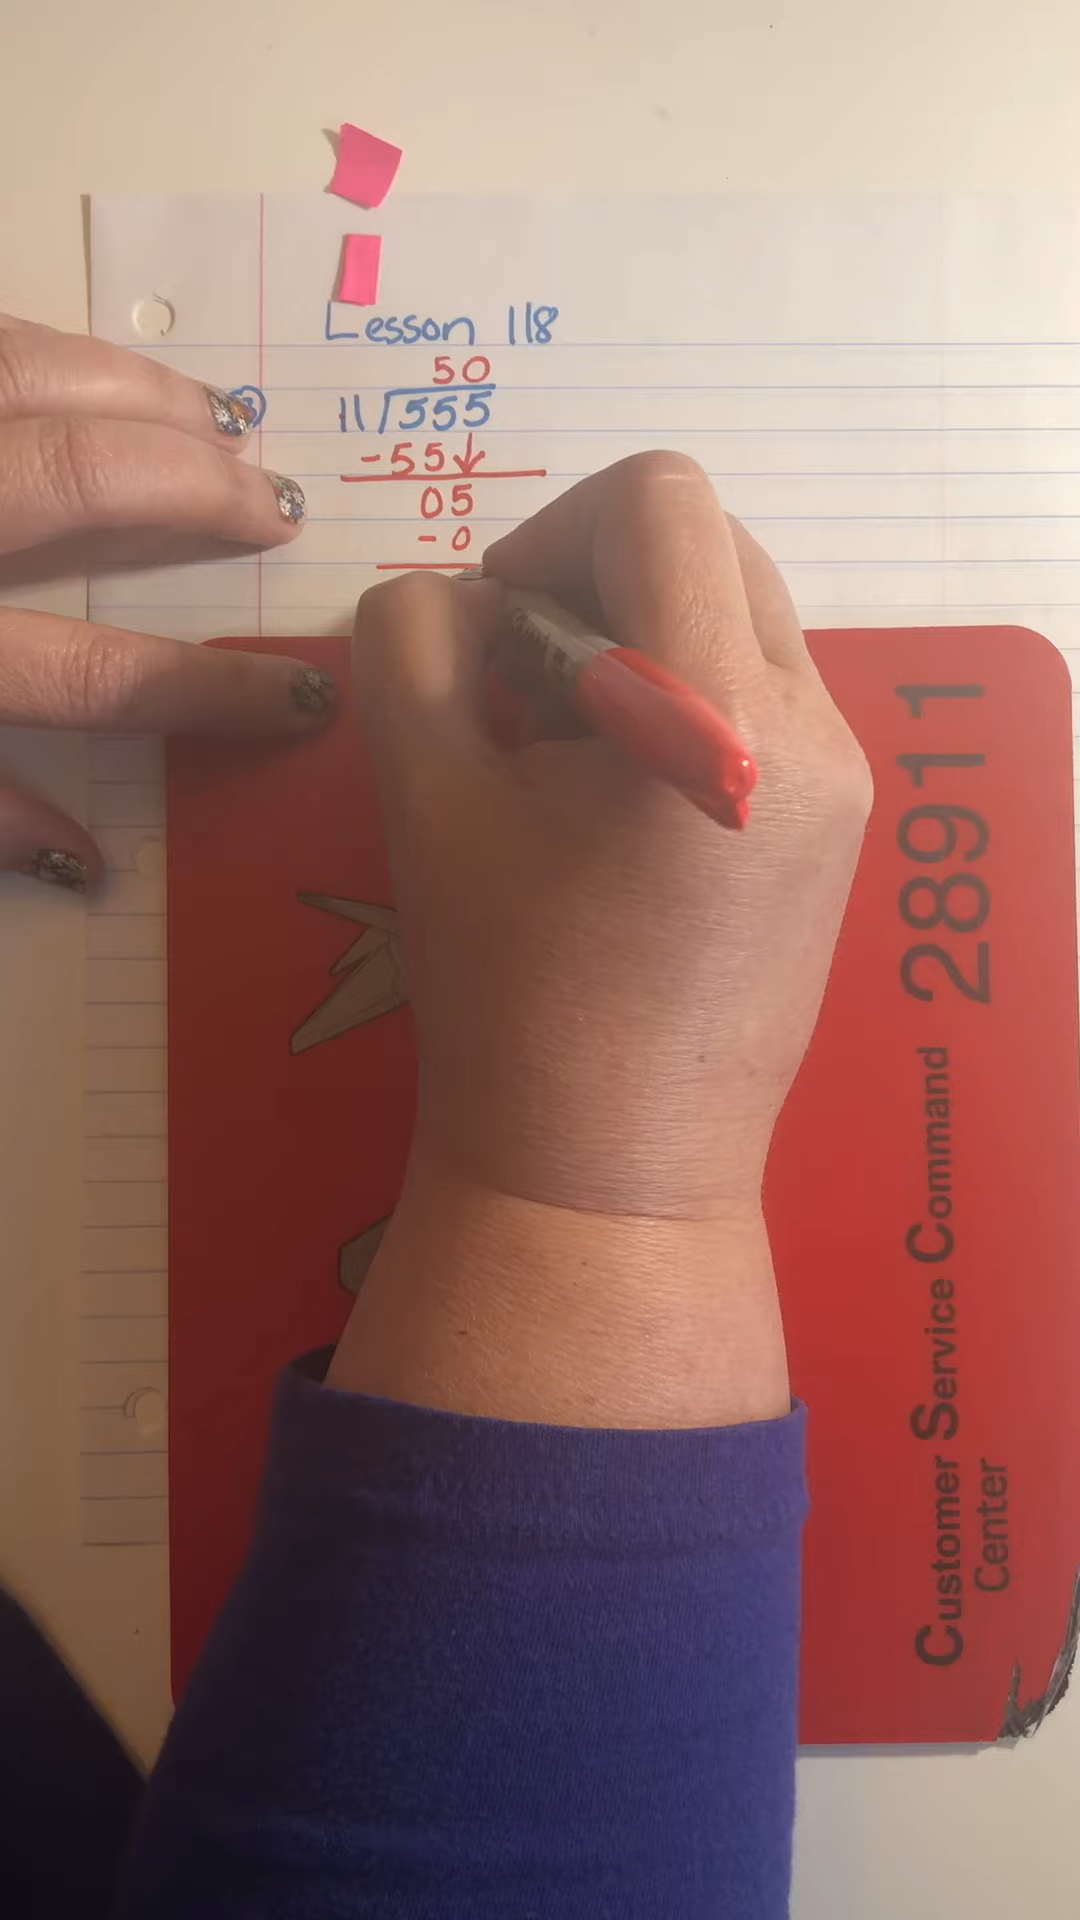 Lesson 118
50
11 555
-55↓
05
-0
28911
Customer Service Command
Center